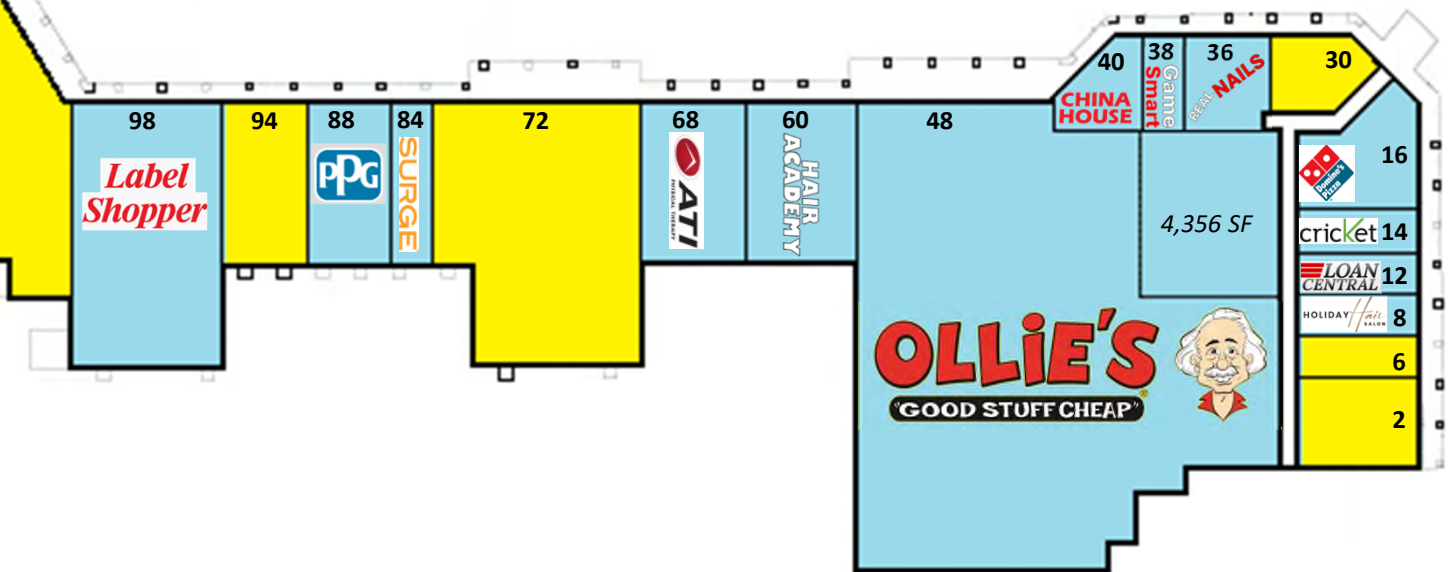 98
Label
Shopper
94
88
PPG
84
SURGE
72
68
ATI
PHYSICAL THERAPY
60
HAIR
ACADEMY
48
40
CHINA
HOUSE
38
Game
Smart
36
REAL NAILS
30
4,356 SF
OLLiE'S
"GOOD STUFF CHEAP"
16
Domino's
Pizza
cricket 14
LOAN
CENTRAL 12
HOLIDAY Hair 8
SALON
6
2